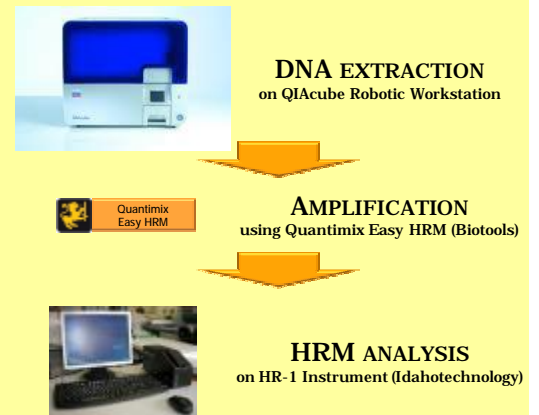 DNA EXTRACTION
on QIAcube Robotic Workstation
Quantimix
Easy HRM
AMPLIFICATION
using Quantimix Easy HRM (Biotools)
HRM ANALYSIS
on HR-1 Instrument (Idahotechnology)